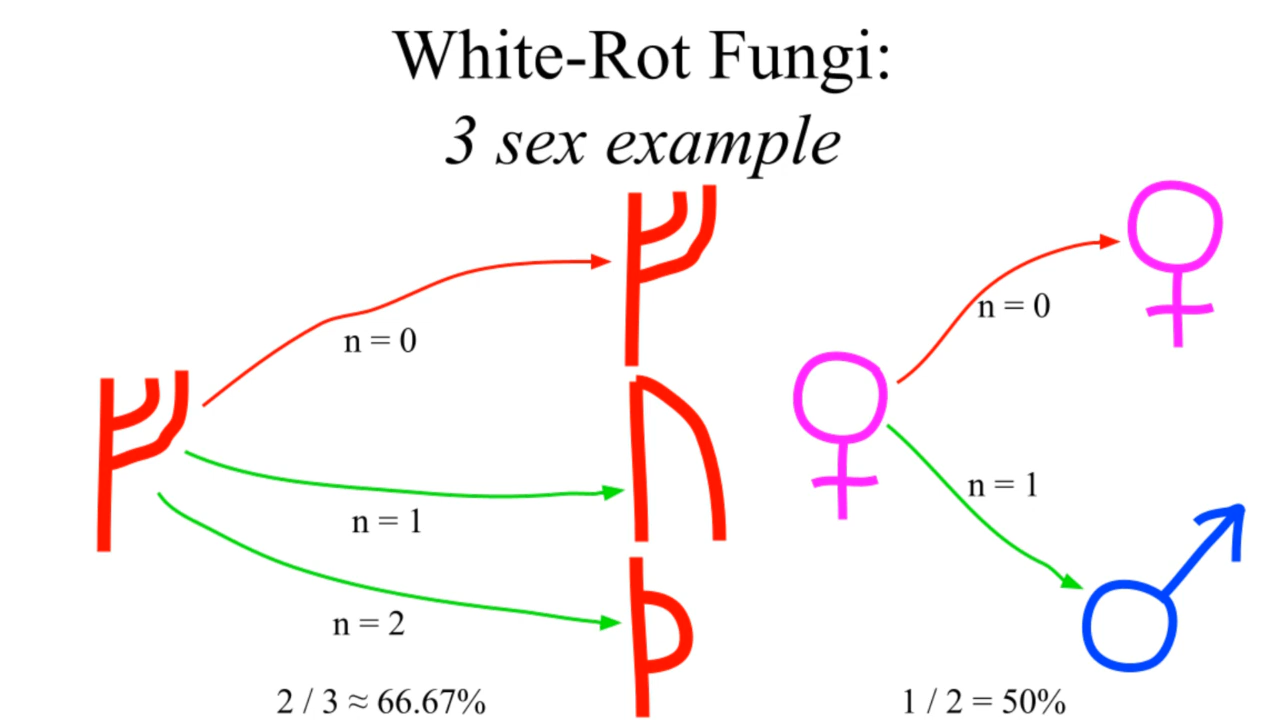 White-Rot Fungi:
3 sex example
n = 0
n = 1
n = 2
2 / 3 ≈ 66.67%
n = 0
n = 1
1 / 2 = 50%